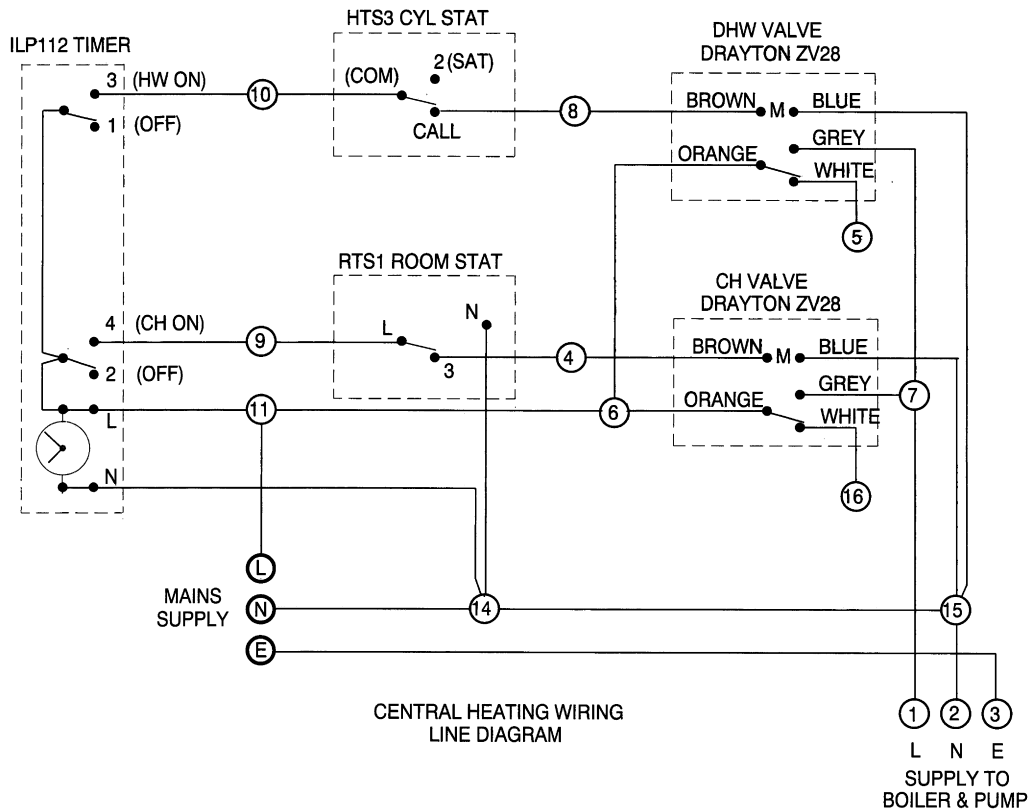 HTS3 CYL STAT
ILP112 TIMER
DHW VALVE
DRAYTON ZV28
3 (HW ON)
10
(COM)
2 (SAT)
CALL
8
BROWN
M
BLUE
1 (OFF)
GREY
ORANGE
WHITE
5
RTS1 ROOM STAT
CH VALVE
DRAYTON ZV28
4 (CH ON)
9
L
N
3
4
BROWN
M
BLUE
2 (OFF)
GREY
7
ORANGE
WHITE
L
11
6
N
16
L
MAINS
SUPPLY
N
14
15
E
CENTRAL HEATING WIRING
LINE DIAGRAM
1 2 3
L N E
SUPPLY TO
BOILER & PUMP